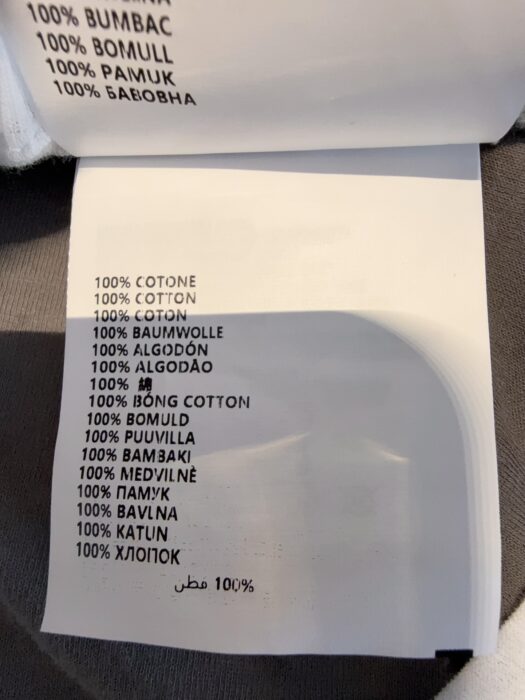 100% BUMBAC
100% BOMULL
100% PAMUK
100% БАВОВНА
100% COTONE
100% COTTON
100% COTON
100% BAUMWOLLE
100% ALGODÓN
100% ALGODÃO
100% 綿
100% BÔNG COTTON
100% BOMULD
100% PUUVILLA
100% BAMBAKI
100% MEDVILNĖ
100% ПАМУК
100% BAVLNA
100% KATUN
100% ХЛОПОК
100% قطن